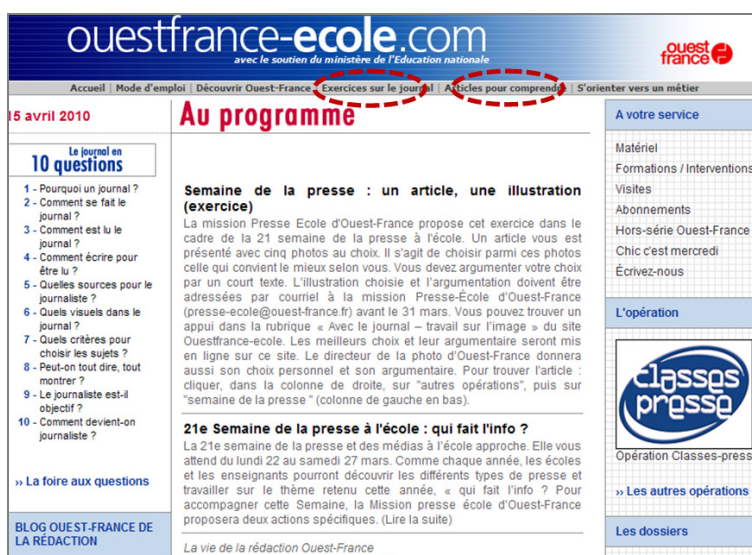 ouestfrance-ecole.com
avec le soutien du ministère de l'Education nationale
ouest
france
Accueil | Mode d'emploi | Découvrir Ouest-France | Exercices sur le journal | Articles pour comprendre | S'orienter vers un métier
15 avril 2010
Le journal en
10 questions
1 - Pourquoi un journal ?
2 - Comment se fait le
journal ?
3 - Comment est lu le
journal ?
4 - Comment écrire pour
être lu ?
5 - Quelles sources pour le
journaliste ?
6 - Quels visuels dans le
journal ?
7 - Quels critères pour
choisir les sujets ?
8 - Peut-on tout dire, tout
montrer ?
9 - Le journaliste est-il
objectif ?
10 - Comment devient-on
journaliste ?
›› La foire aux questions
BLOG OUEST-FRANCE DE
LA RÉDACTION
Au programme
Semaine de la presse : un article, une illustration
(exercice)
La mission Presse Ecole d'Ouest-France propose cet exercice dans le
cadre de la 21 semaine de la presse à l'école. Un article vous est
présenté avec cinq photos au choix. Il s'agit de choisir parmi ces photos
celle qui convient le mieux selon vous. Vous devez argumenter votre choix
par un court texte. L'illustration choisie et l'argumentation doivent être
adressées par courriel à la mission Presse-École d'Ouest-France
(presse-ecole@ouest-france.fr) avant le 31 mars. Vous pouvez trouver un
appui dans la rubrique « Avec le journal – travail sur l'image » du site
Ouestfrance-ecole. Les meilleurs choix et leur argumentaire seront mis
en ligne sur ce site. Le directeur de la photo d'Ouest-France donnera
aussi son choix personnel et son argumentaire. Pour trouver l'article :
cliquer, dans la colonne de droite, sur "autres opérations", puis sur
"semaine de la presse " (colonne de gauche en bas).
21e Semaine de la presse à l'école : qui fait l'info ?
La 21e semaine de la presse et des médias à l'école approche. Elle vous
attend du lundi 22 au samedi 27 mars. Comme chaque année, les écoles
et les enseignants pourront découvrir les différents types de presse et
travailler sur le thème retenu cette année, « qui fait l'info ? Pour
accompagner cette Semaine, la Mission presse école d'Ouest-France
proposera deux actions spécifiques. (Lire la suite)
La vie de la rédaction Ouest-France
A votre service
Matériel
Formations / Interventions
Visites
Abonnements
Hors-série Ouest-France
Chic c'est mercredi
Écrivez-nous
L'opération
classes
presse
Opération Classes-presse
›› Les autres opérations
Les dossiers